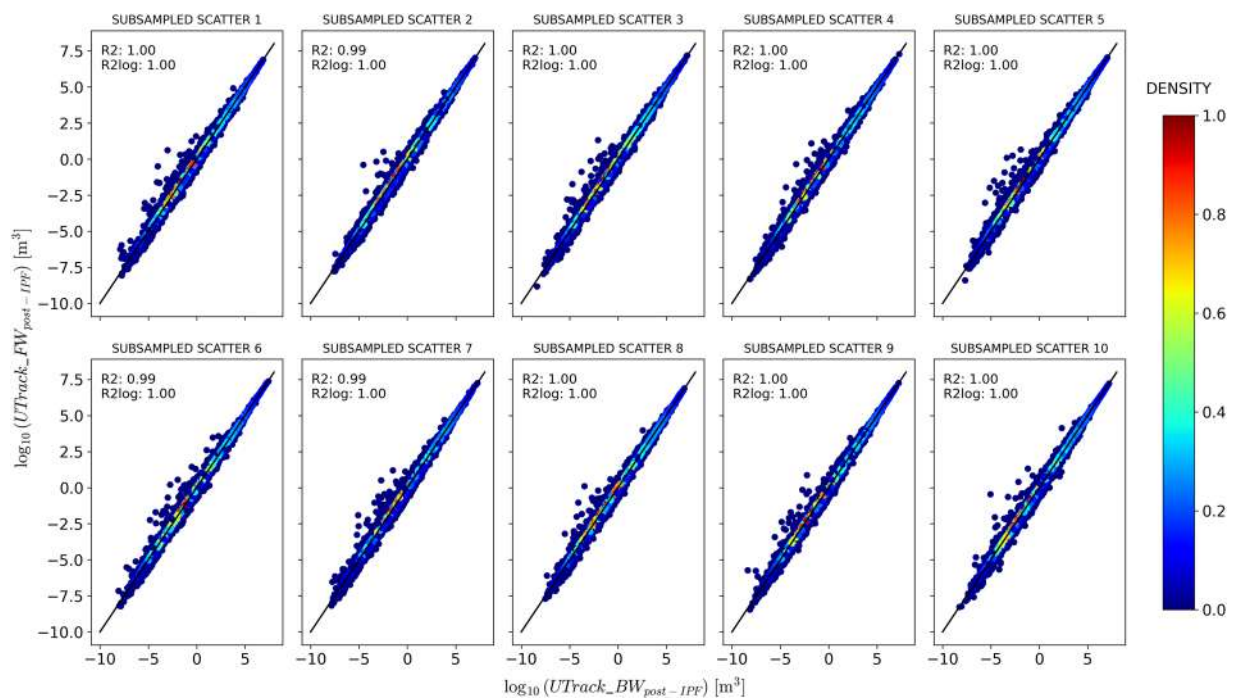 SUBSAMPLED SCATTER 1
SUBSAMPLED SCATTER 2
SUBSAMPLED SCATTER 3
SUBSAMPLED SCATTER 4
SUBSAMPLED SCATTER 5
7.5
5.0
2.5
0.0
−2.5
−5.0
−7.5
−10.0
R2: 1.00
R2log: 1.00
R2: 0.99
R2log: 1.00
R2: 1.00
R2log: 1.00
R2: 1.00
R2log: 1.00
R2: 1.00
R2log: 1.00
SUBSAMPLED SCATTER 6
SUBSAMPLED SCATTER 7
SUBSAMPLED SCATTER 8
SUBSAMPLED SCATTER 9
SUBSAMPLED SCATTER 10
7.5
5.0
2.5
0.0
−2.5
−5.0
−7.5
−10.0
R2: 0.99
R2log: 1.00
R2: 0.99
R2log: 1.00
R2: 1.00
R2log: 1.00
R2: 1.00
R2log: 1.00
R2: 1.00
R2log: 1.00
−10 −5 0 5
−10 −5 0 5
−10 −5 0 5
−10 −5 0 5
−10 −5 0 5
log₁₀ (UTrack_FW_post−IPF) [m³]
log₁₀ (UTrack_BW_post−IPF) [m³]
DENSITY
1.0
0.8
0.6
0.4
0.2
0.0